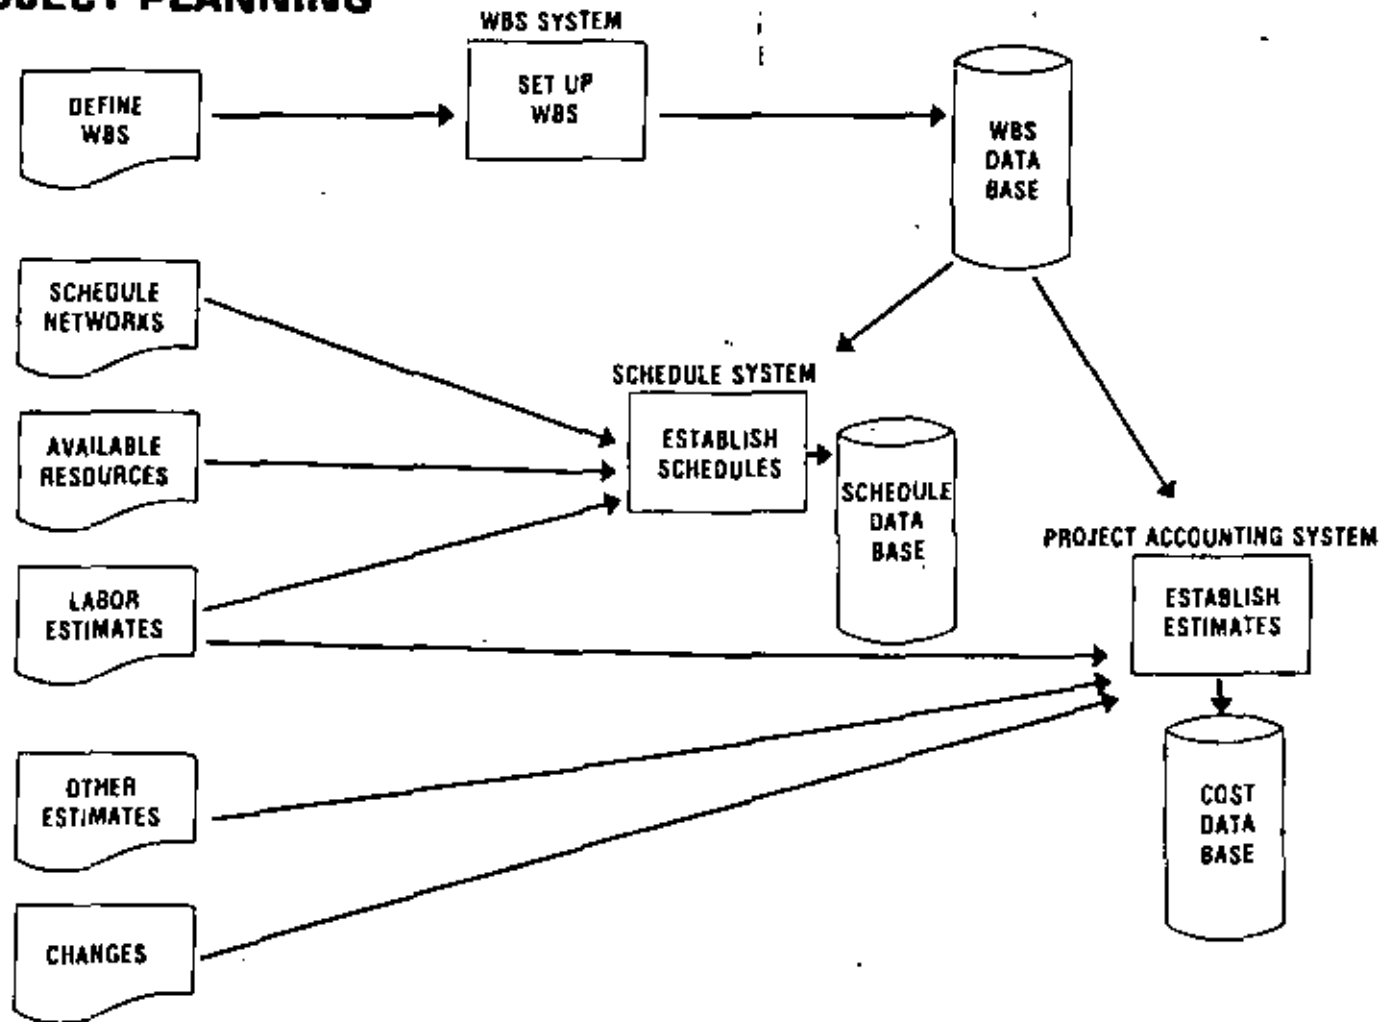 PLANNING
WBS SYSTEM
DEFINE
WBS
SET UP
WBS
WBS
DATA
BASE
SCHEDULE
NETWORKS
SCHEDULE SYSTEM
AVAILABLE
RESOURCES
ESTABLISH
SCHEDULES
SCHEDULE
DATA
BASE
PROJECT ACCOUNTING SYSTEM
LABOR
ESTIMATES
ESTABLISH
ESTIMATES
OTHER
ESTIMATES
COST
DATA
BASE
CHANGES